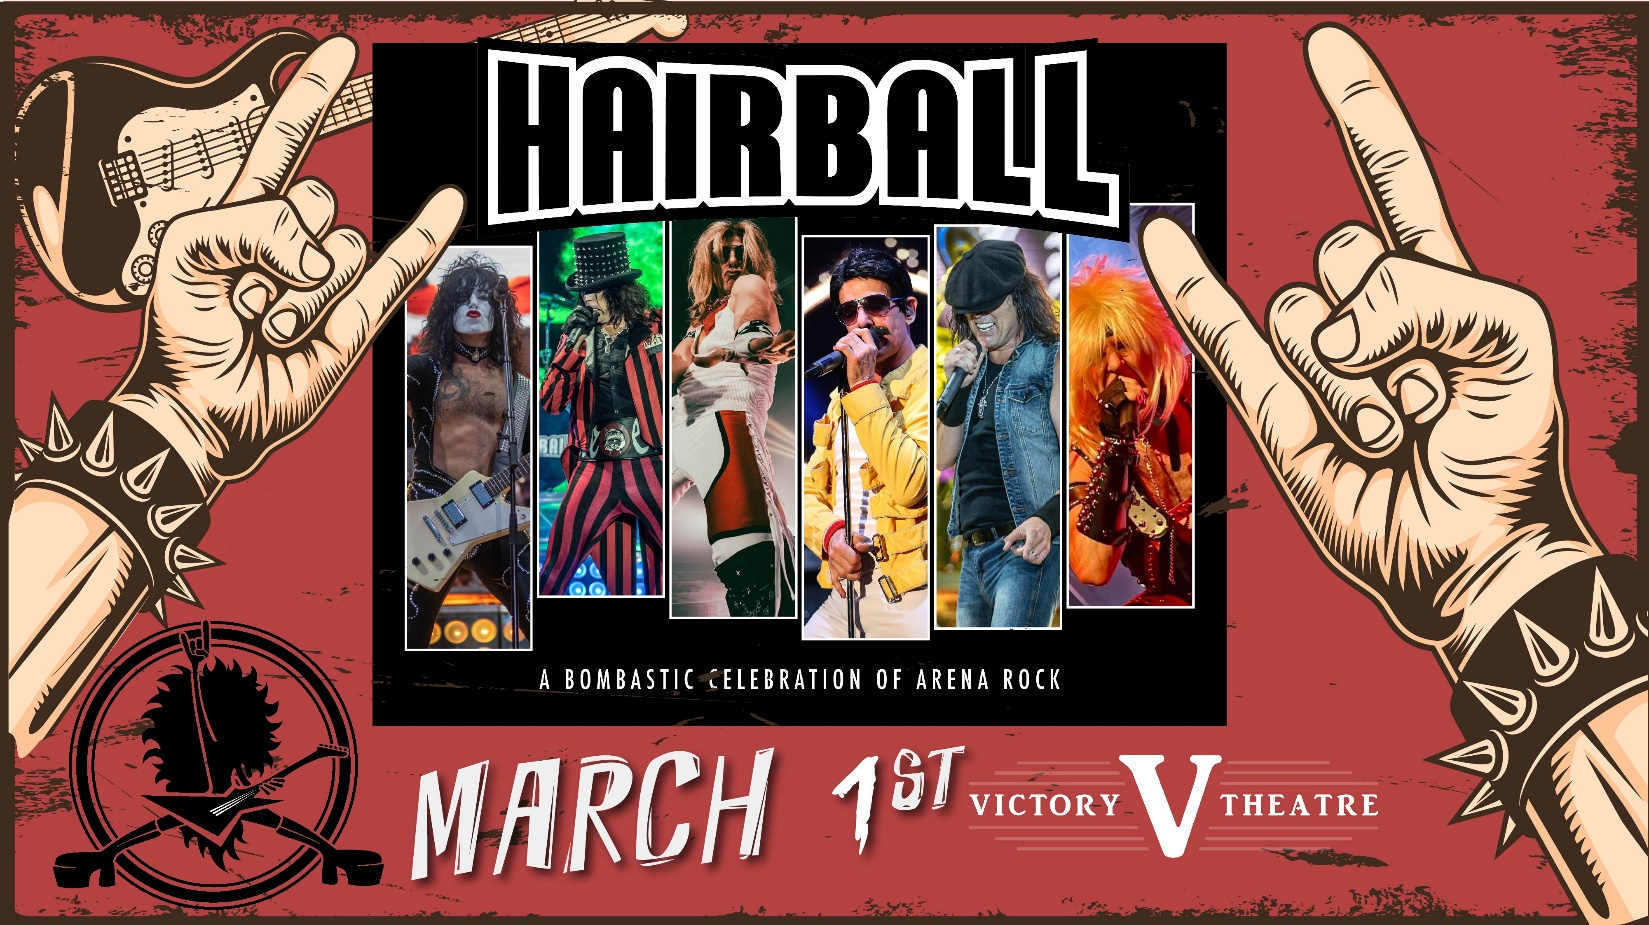 HAIRBALL
A BOMBASTIC CELEBRATION OF ARENA ROCK
MARCH 1ST
VICTORY V THEATRE